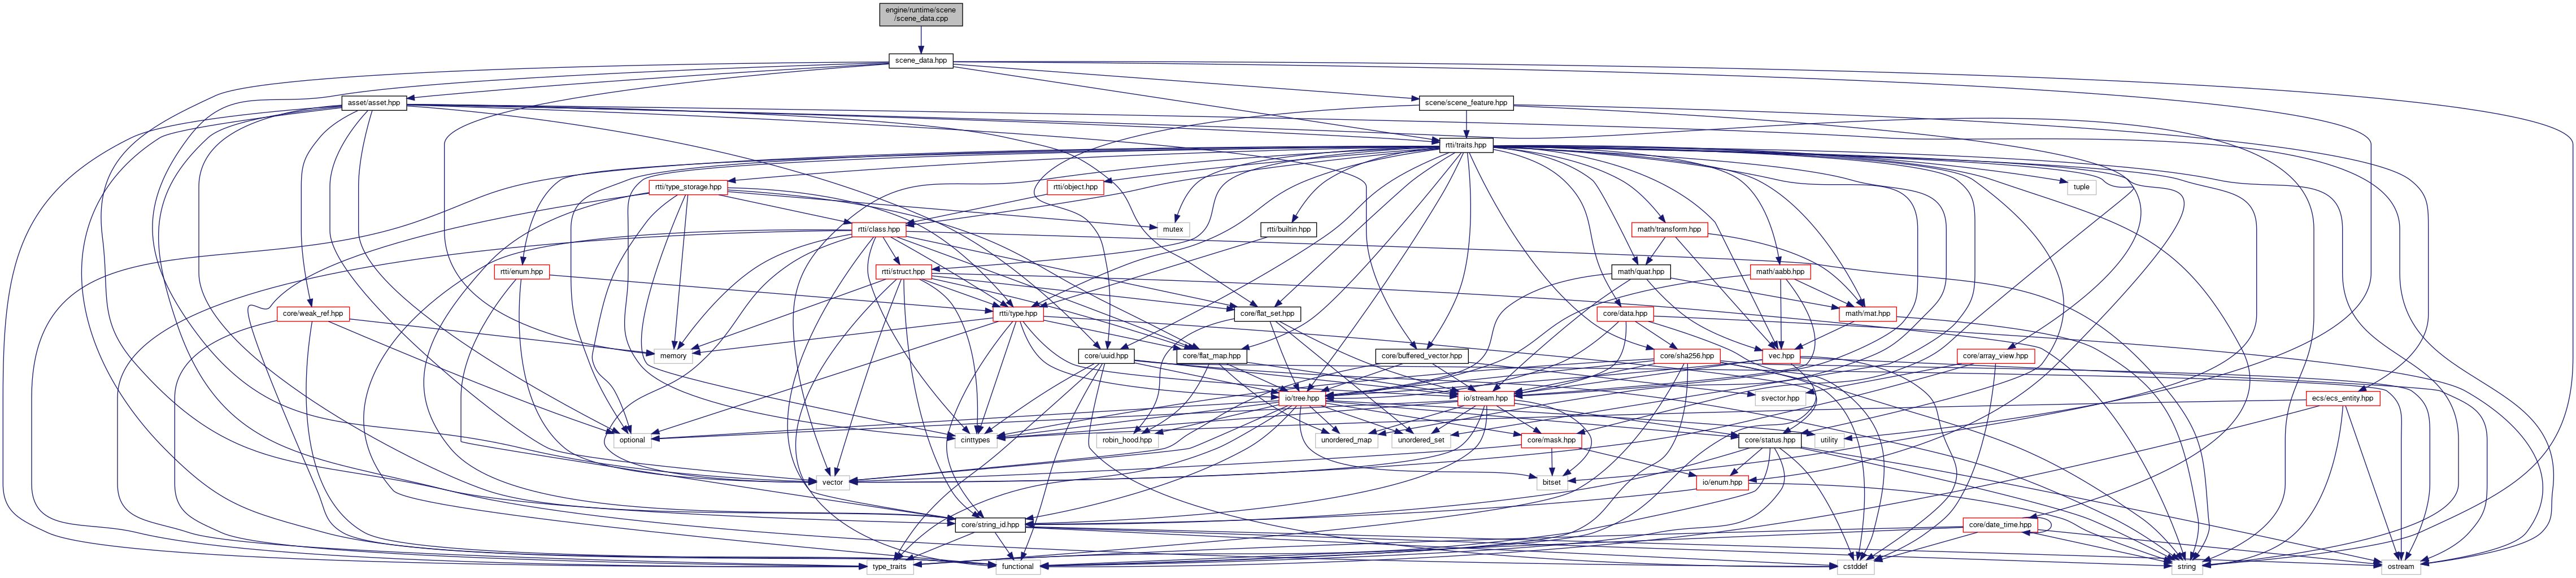 engine/runtime/scene
/scene_data.cpp
scene_data.hpp
asset/asset.hpp
scene/scene_feature.hpp
rtti/traits.hpp
rtti/type_storage.hpp
rtti/object.hpp
tuple
mutex
rtti/class.hpp
rtti/builtin.hpp
math/transform.hpp
rtti/enum.hpp
rtti/struct.hpp
math/quat.hpp
math/aabb.hpp
core/weak_ref.hpp
rtti/type.hpp
core/flat_set.hpp
core/data.hpp
math/mat.hpp
memory
core/uuid.hpp
core/flat_map.hpp
core/buffered_vector.hpp
core/sha256.hpp
vec.hpp
core/array_view.hpp
io/tree.hpp
io/stream.hpp
svector.hpp
ecs/ecs_entity.hpp
optional
cinttypes
robin_hood.hpp
unordered_map
unordered_set
core/mask.hpp
core/status.hpp
utility
vector
bitset
io/enum.hpp
core/string_id.hpp
core/date_time.hpp
type_traits
functional
cstddef
string
ostream